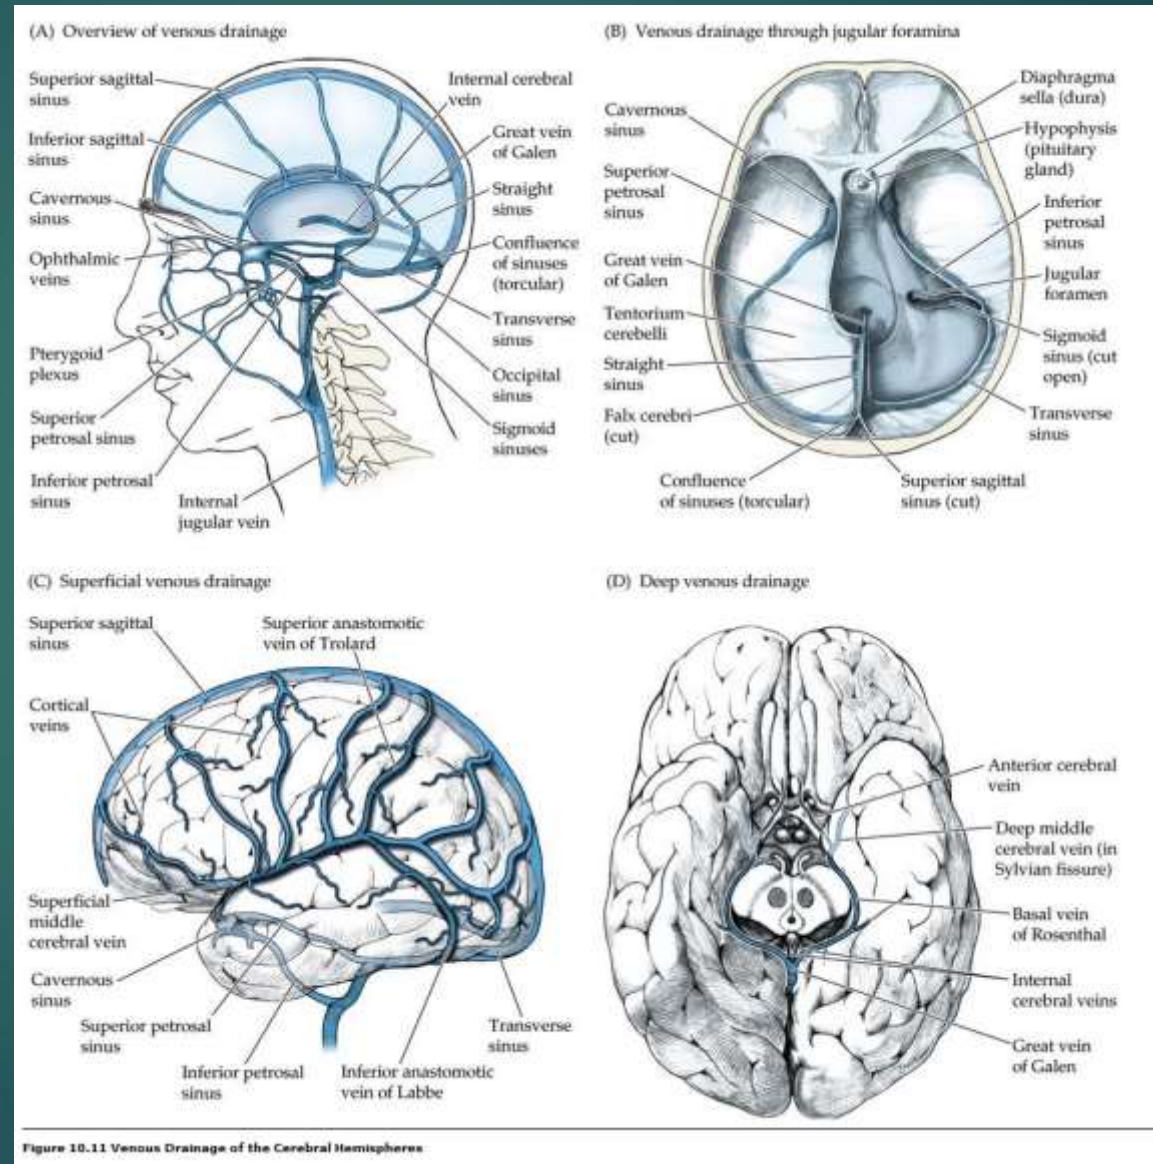 (A) Overview of venous drainage
Superior sagittal
sinus
Inferior sagittal
sinus
Cavernous
sinus
Ophthalmic
veins
Pterygoid
plexus
Superior
petrosal sinus
Inferior petrosal
sinus
Internal
jugular vein
Internal cerebral
vein
Great vein
of Galen
Straight
sinus
Confluence
of sinuses
(torcular)
Transverse
sinus
Occipital
sinus
Sigmoid
sinuses
(B) Venous drainage through jugular foramina
Cavernous
sinus
Superior
petrosal
sinus
Great vein of
Galen
Tentorium
cerebelli
Straight
sinus
Falx cerebri
(cut)
Confluence
of sinuses (torcular)
Diaphragma
sella (dura)
Hypophysis
(pituitary
gland)
Inferior
petrosal
sinus
Jugular
foramen
Sigmoid
sinus (cut
open)
Transverse
sinus
Superior sagittal
sinus (cut)
(C) Superficial venous drainage
Superior sagittal
sinus
Superior anastomotic
vein of Trolard
Cortical
veins
Superficial
middle
cerebral vein
Cavernous
sinus
Superior petrosal
sinus
Inferior petrosal
sinus
Inferior anastomotic
vein of Labbe
Transverse
sinus
(D) Deep venous drainage
Anterior cerebral
vein
Deep middle
cerebral vein (in
Sylvian fissure)
Basal vein
of Rosenthal
Internal
cerebral veins
Great vein
of Galen
Figure 10.11 Venous Drainage of the Cerebral Hemispheres